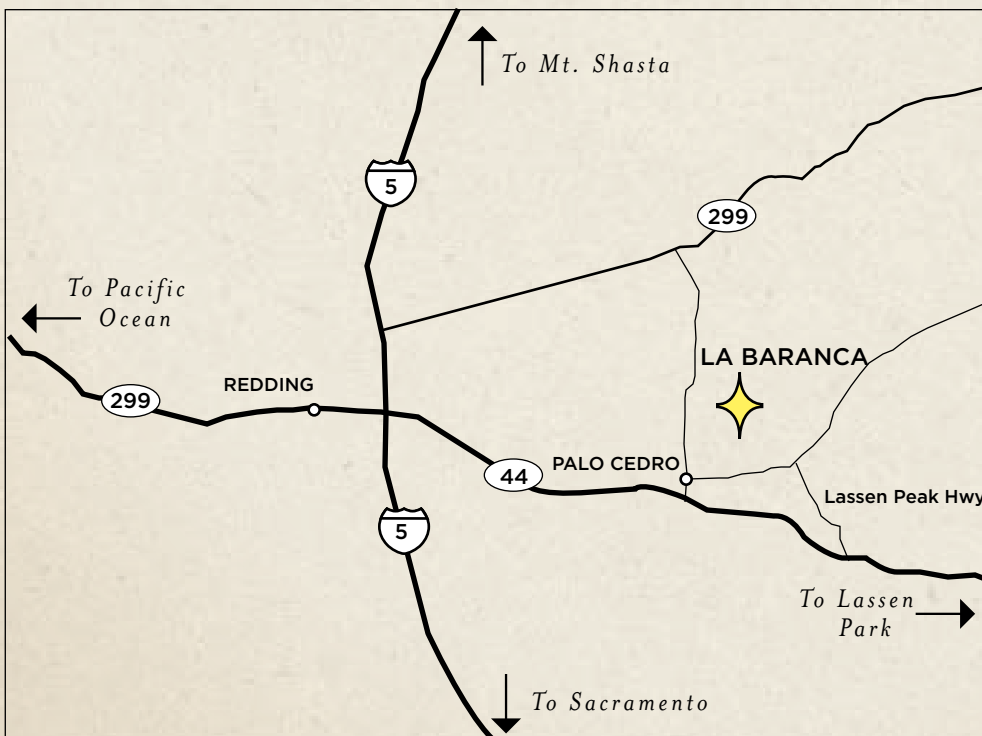 To Mt. Shasta
5
299
To Pacific
Ocean
LA BARANCA
REDDING
299
PALO CEDRO
44
Lassen Peak Hwy
5
To Lassen
Park
To Sacramento